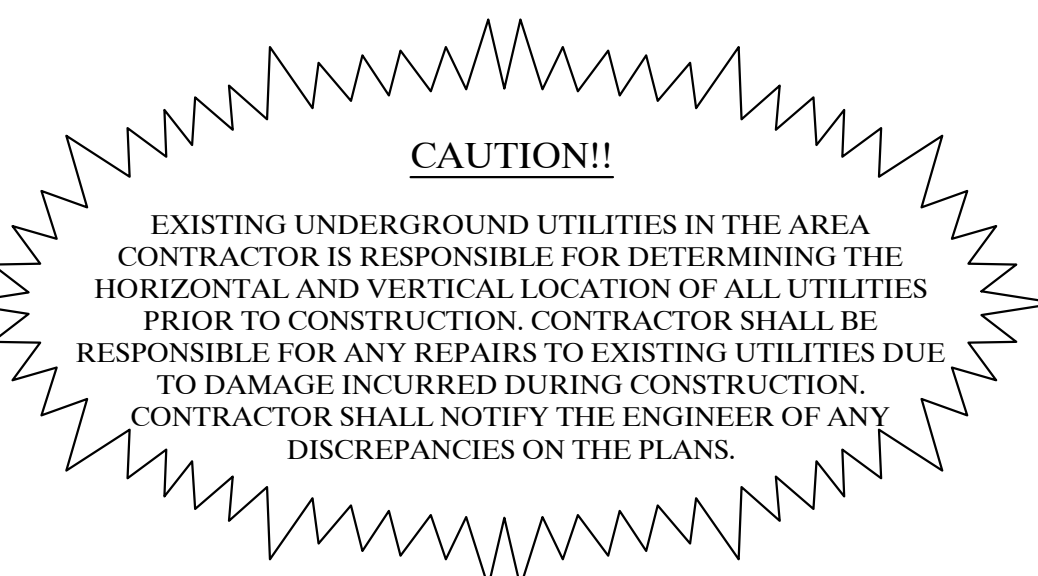 CAUTION!!
EXISTING UNDERGROUND UTILITIES IN THE AREA
CONTRACTOR IS RESPONSIBLE FOR DETERMINING THE
HORIZONTAL AND VERTICAL LOCATION OF ALL UTILITIES
PRIOR TO CONSTRUCTION. CONTRACTOR SHALL BE
RESPONSIBLE FOR ANY REPAIRS TO EXISTING UTILITIES DUE
TO DAMAGE INCURRED DURING CONSTRUCTION.
CONTRACTOR SHALL NOTIFY THE ENGINEER OF ANY
DISCREPANCIES ON THE PLANS.